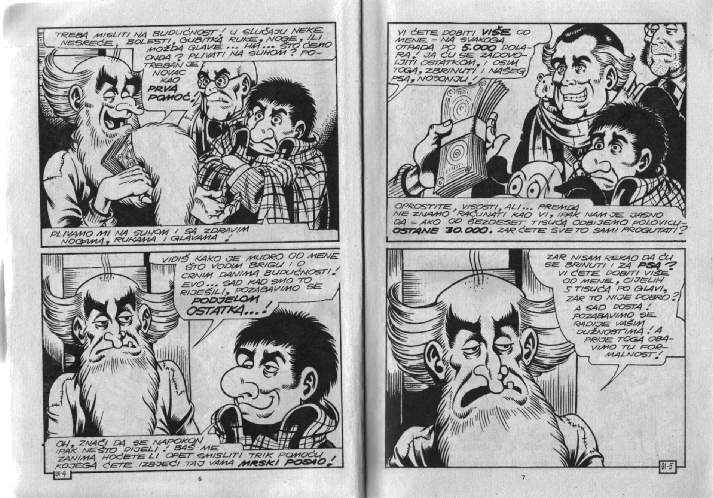 TREBA MISLITI NA BUDUĆNOST! U SLUČAJU NEKE
NESREĆE, BOLESTI, GUBITKA RUKE, NOGE, ILI
MOŽDA GLAVE... HM... ŠTO ĆEMO
ONDA? PLIVATI NA SUHOM? PO-
TREBAN JE
NOVAC
KAO
PRVA
POMOĆ!
PLIVAMO MI NA SUHOM I SA ZDRAVIM
NOGAMA, RUKAMA I GLAVAMA!
VIDIŠ KAKO JE MUDRO OD MENE
ŠTO VODIM BRIGU I O
CRNIM DANIMA BUDUĆNOSTI!
EVO... SAD KAD SMO TO
RIJEŠILI, POZABAVIMO SE
PODJELOM
OSTATKA...!
OH, ZNAČI DA SE NAPOKON
IPAK NEŠTO DIJELI! BAŠ ME
ZANIMA HOĆETE LI OPET SMISLITI TRIK POMOĆU
KOJEGA ĆETE IZBJEĆI TAJ VAMA MRSKI POSAO!
6
VI ĆETE DOBITI VIŠE OD
MENE - NA SVAKOGA
OTPADA PO 5.000 DOLA-
RA! JA ĆU SE ZADOVO-
LJITI OSTATKOM, I OSIM
TOGA, ZBRINUTI I NAŠEG
PSA, NOJONJU!
OPROSTITE, VISOSTI, ALI... PREMDA
NE ZNAMO RAČUNATI KAO VI, IPAK NAM JE JASNO
DA - AKO OD ŠEZDESET TISUĆA ODBIJEMO POLOVICU -
OSTANE 30.000, ZAR ĆETE SVE TO SAMI PROGUTATI?
ZAR NISAM REKAO DA ĆU
SE BRINUTI I ZA PSA?
VI ĆETE DOBITI VIŠE
OD MENE, CIJELIH
5 TISUĆA PO GLAVI,
ZAR TO NIJE DOBRO?
A SAD DOSTA!
POZABAVIMO SE
RADIJE VAŠIM
DUŽNOSTIMA! A
PRIJE TOGA OBA-
VIMO TU FOR-
MALNOST!
7